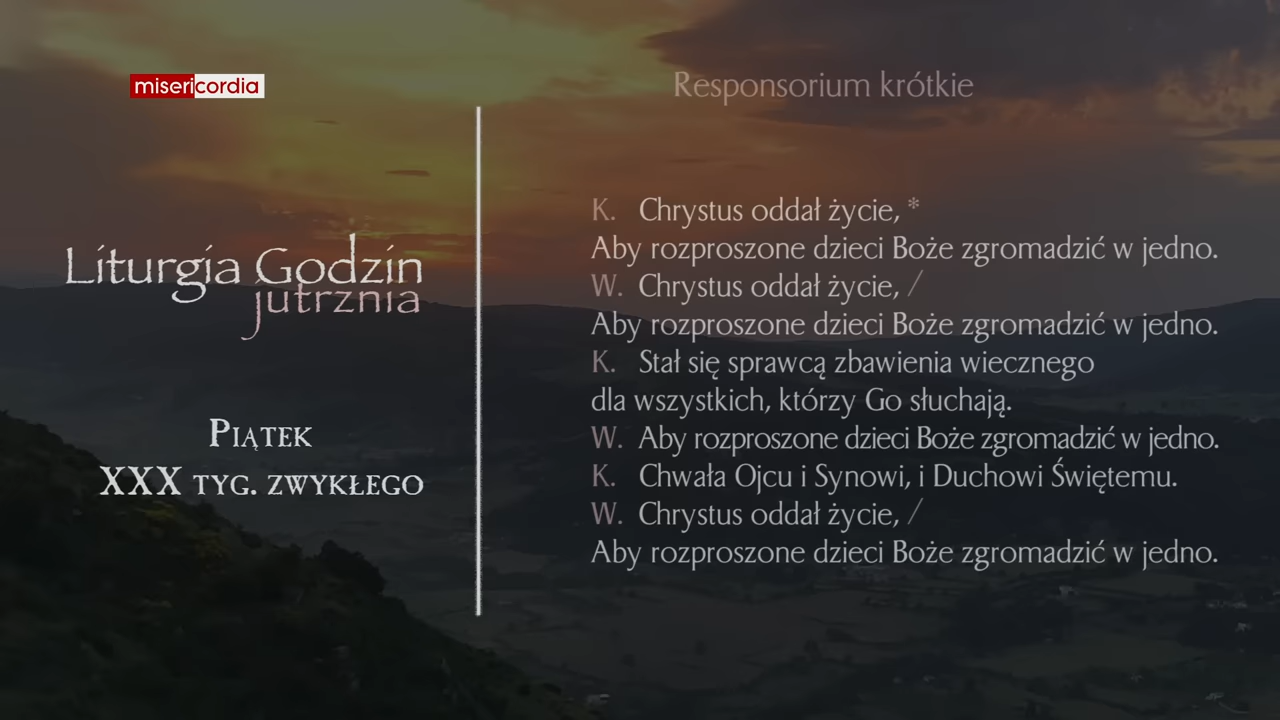 misericordia
Liturgia Godzin
jutrznia
Piątek
XXX tyg. zwykłego
Responsorium krótkie
K. Chrystus oddał życie, *
Aby rozproszone dzieci Boże zgromadzić w jedno.
W. Chrystus oddał życie, /
Aby rozproszone dzieci Boże zgromadzić w jedno.
K. Stał się sprawcą zbawienia wiecznego
dla wszystkich, którzy Go słuchają.
W. Aby rozproszone dzieci Boże zgromadzić w jedno.
K. Chwała Ojcu i Synowi, i Duchowi Świętemu.
W. Chrystus oddał życie, /
Aby rozproszone dzieci Boże zgromadzić w jedno.